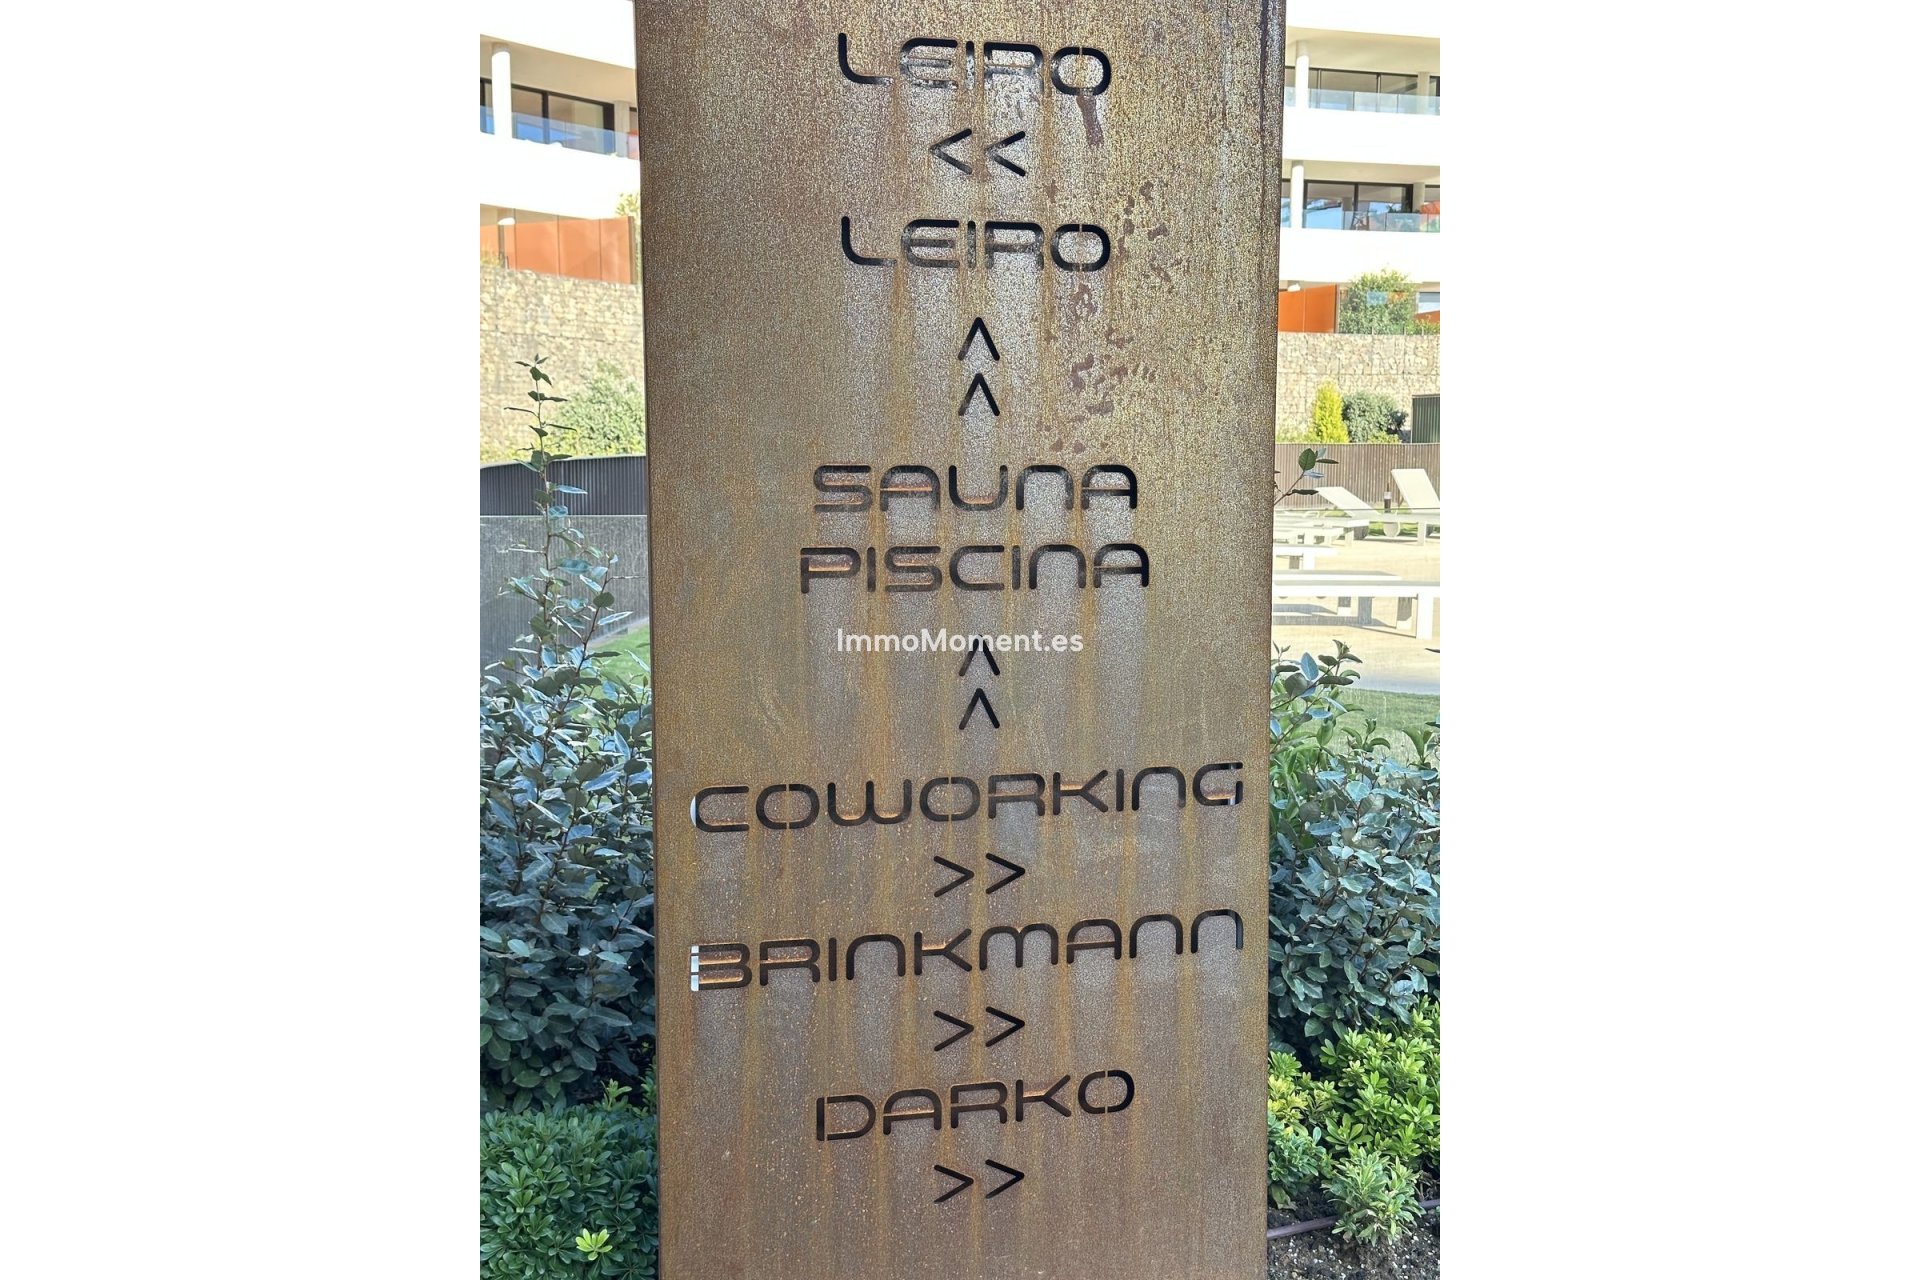 LEIRO
<<
LEIRO
^
^
SAUNA
PISCINA
ImmoMoment.es
^
^
COWORKING
>>
BRINKMANN
>>
DARKO
>>